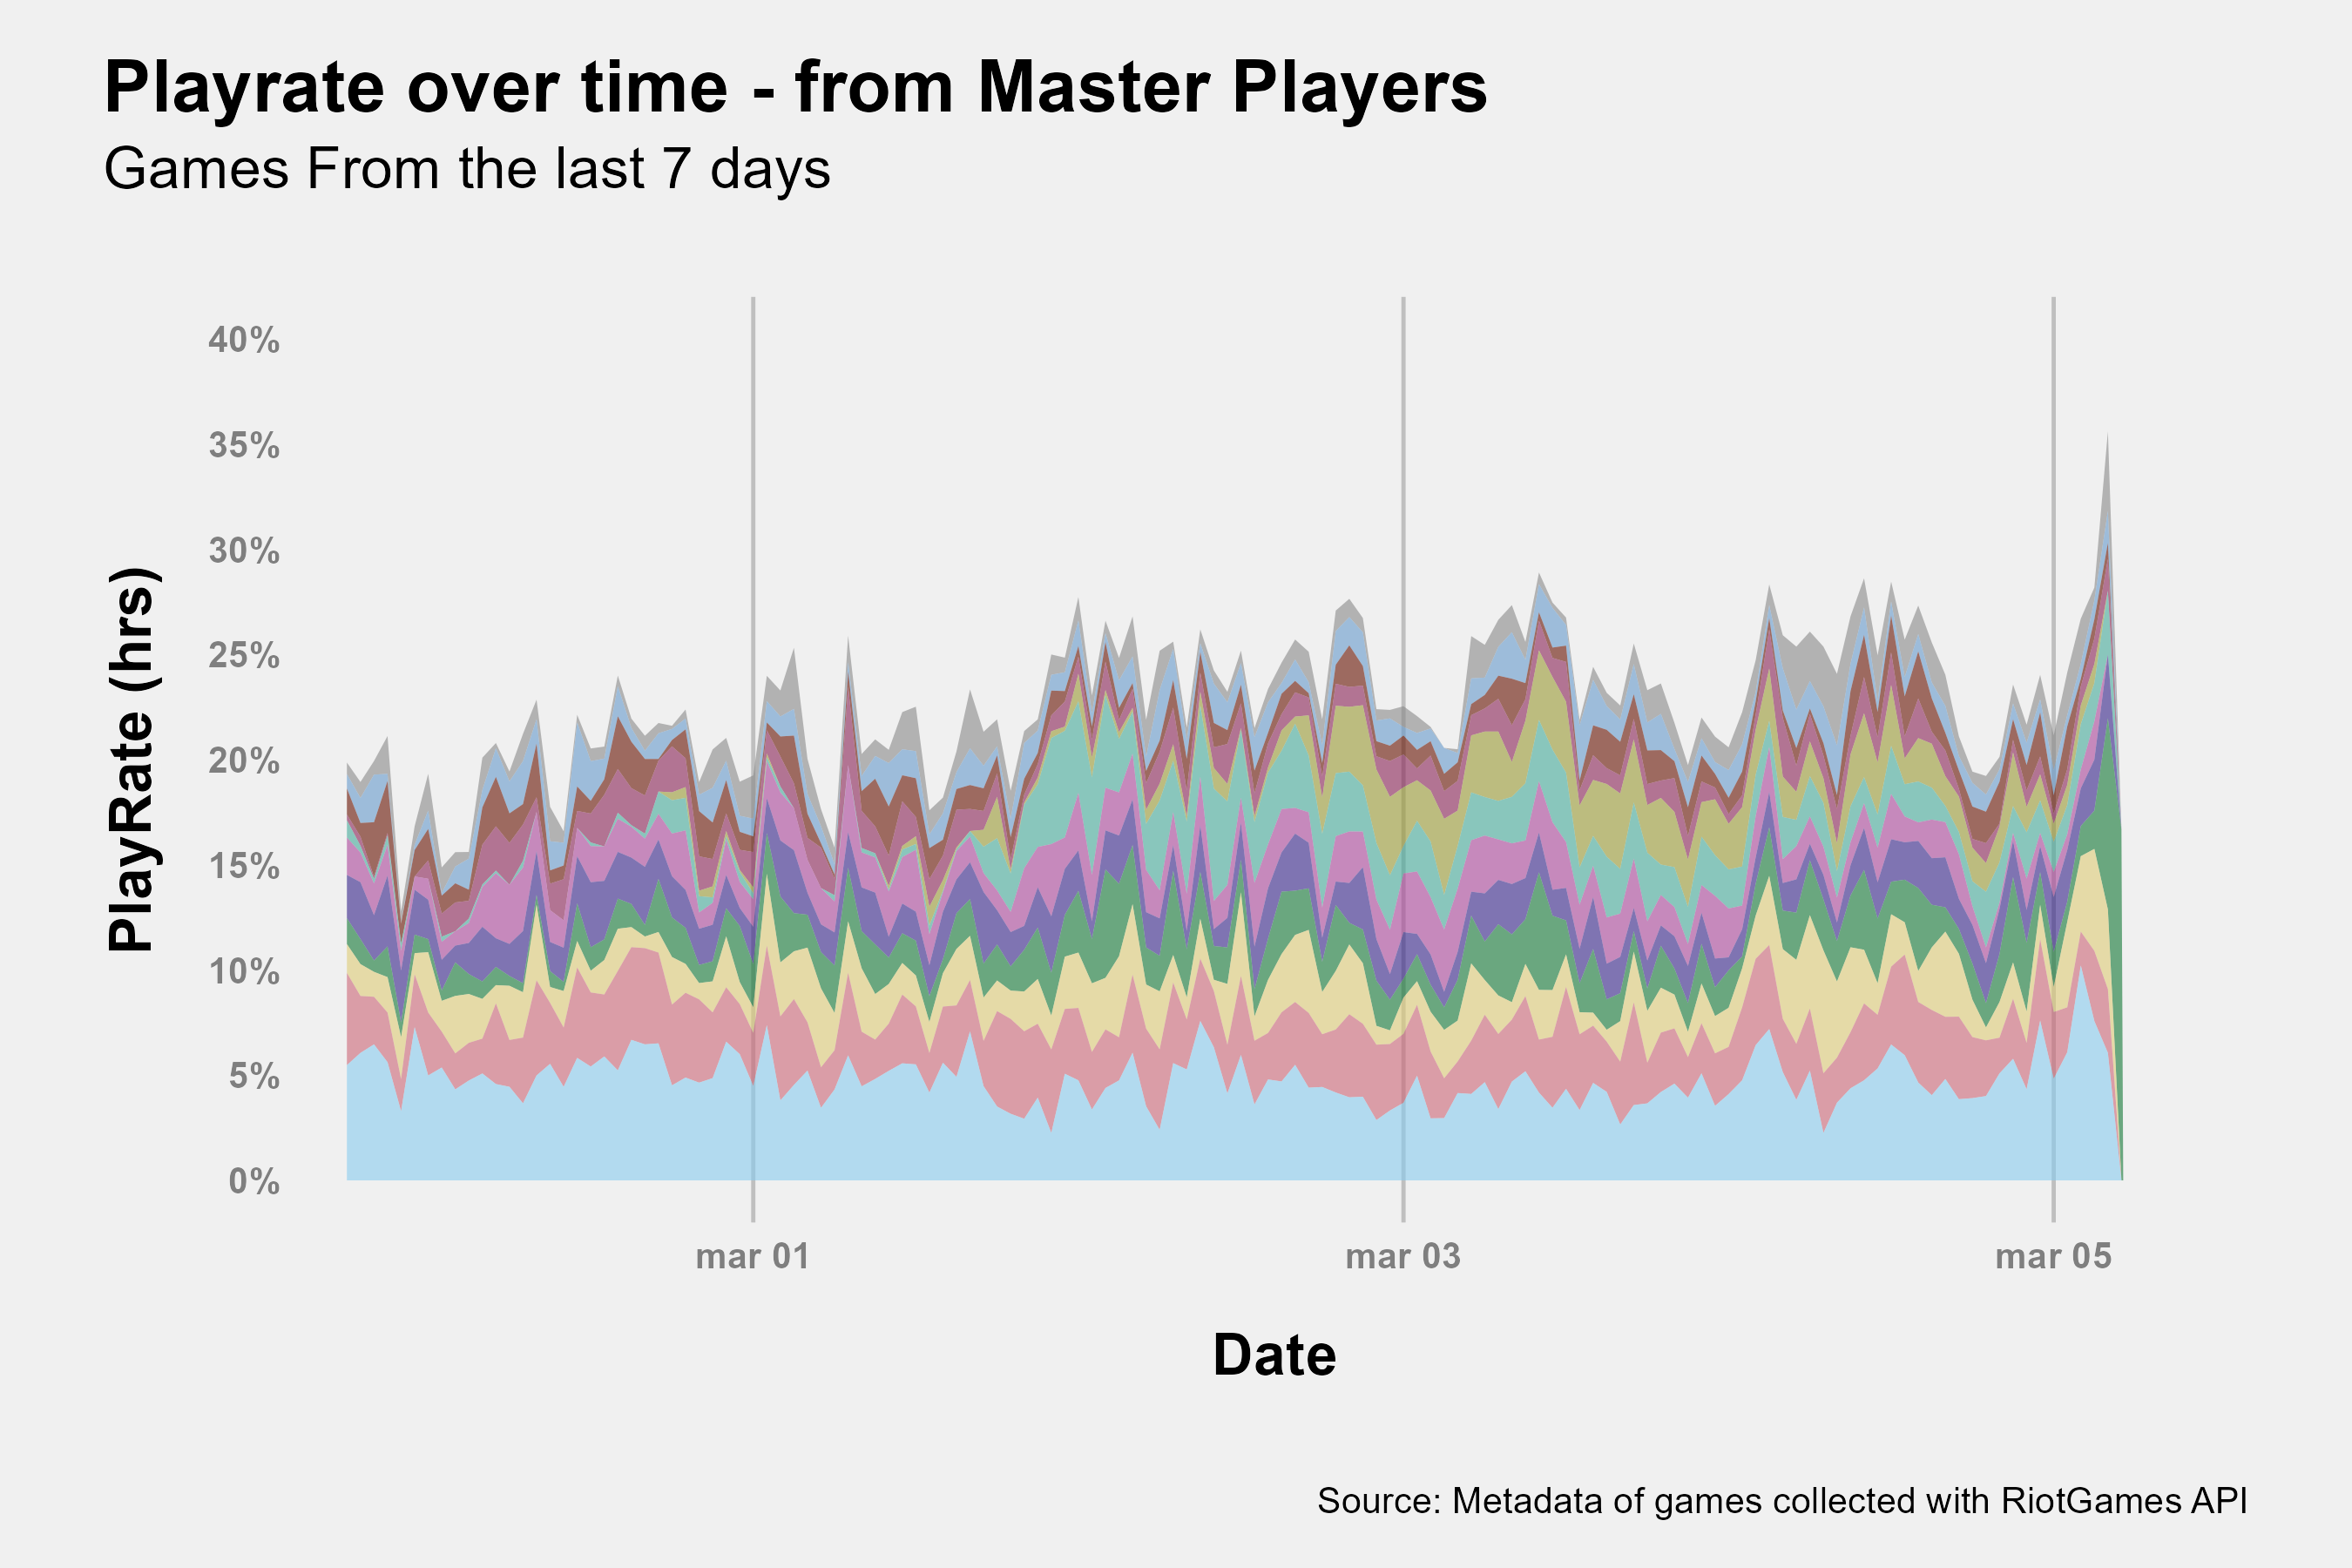 Playrate over time - from Master Players
Games From the last 7 days
40%
35%
30%
25%
20%
15%
10%
5%
0%
PlayRate (hrs)
mar 01
mar 03
mar 05
Date
Source: Metadata of games collected with RiotGames API